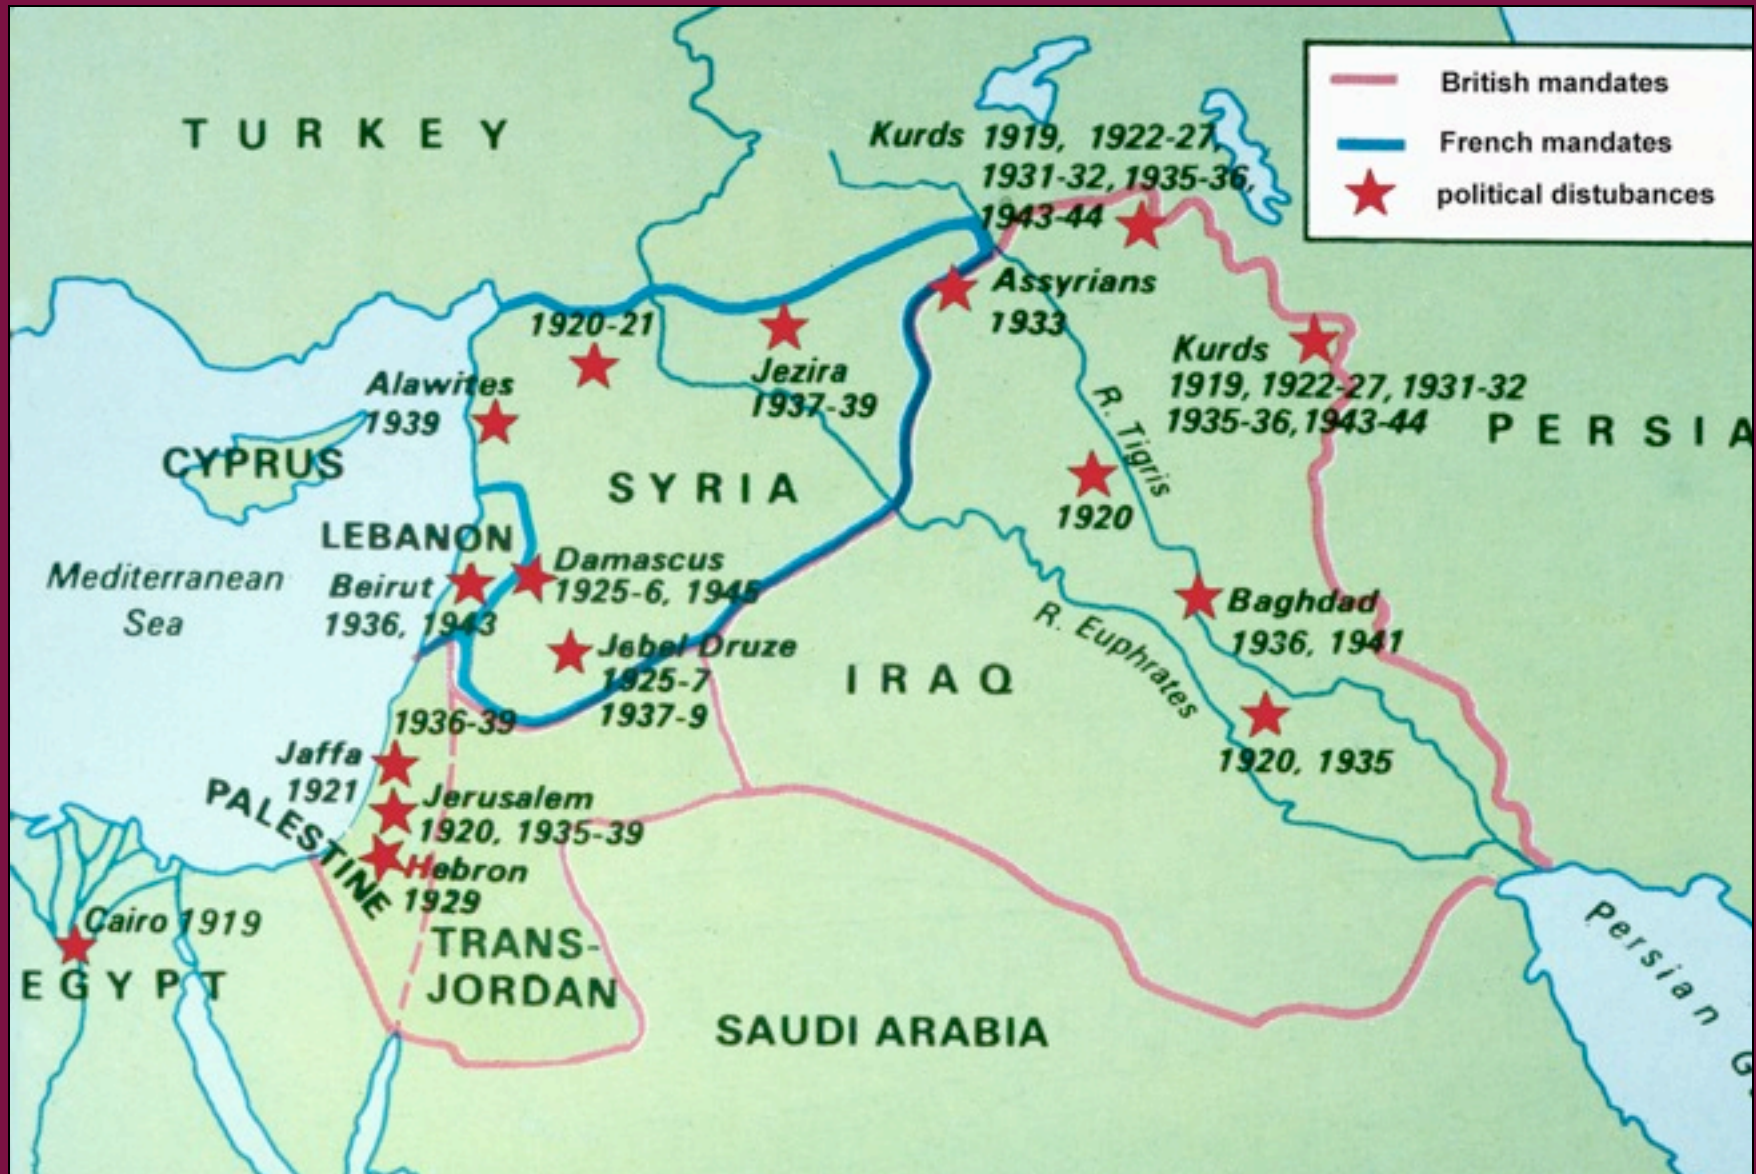 British mandates
French mandates
political distubances
TURKEY
Kurds 1919, 1922-27,
1931-32, 1935-36,
1943-44
Assyrians
1933
1920-21
Jezira
1937-39
Alawites
1939
CYPRUS
SYRIA
Kurds
1919, 1922-27, 1931-32
1935-36, 1943-44
PERSIA
R. Tigris
1920
LEBANON
Mediterranean
Sea
Beirut
1936, 1943
Damascus
1925-6, 1945
Jebel Druze
1925-7
1937-9
Baghdad
1936, 1941
R. Euphrates
IRAQ
1920, 1935
1936-39
Jaffa
1921
PALESTINE
Jerusalem
1920, 1935-39
Hebron
1929
Cairo 1919
EGYPT
TRANS-
JORDAN
SAUDI ARABIA
Persian G